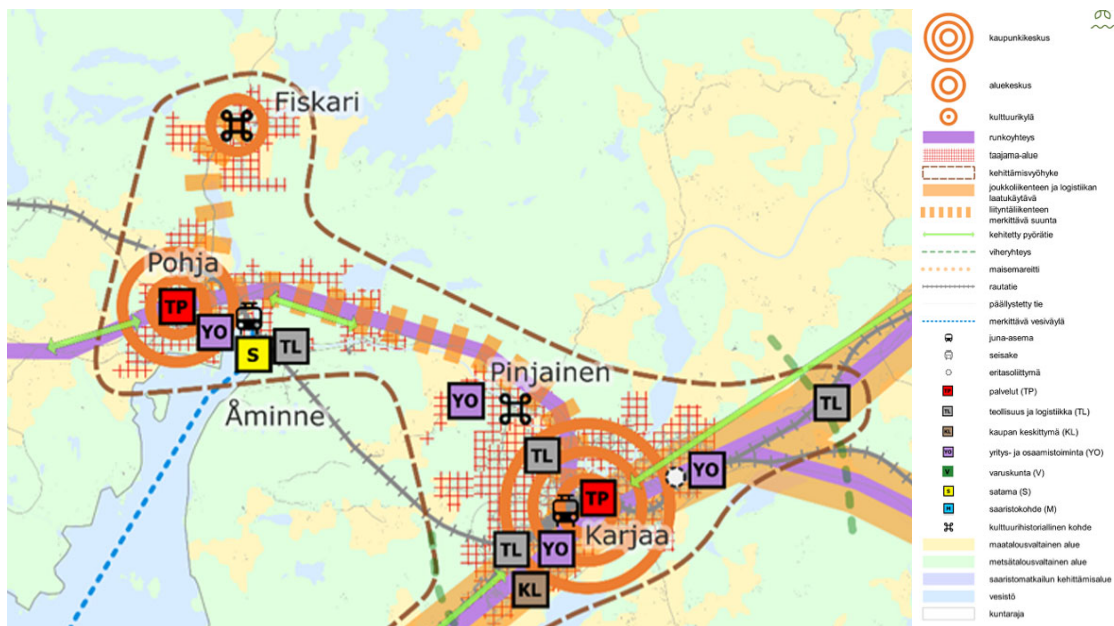 Fiskari
Pohja
TP
YO
S
TL
Åminne
Pinjainen
YO
TL
TL
YO
TP
Karjaa
TL
YO
KL
kaupunkikeskus
aluekeskus
kulttuurikylä
runkoyhteys
taajama-alue
kehittämisvyöhyke
joukkoliikenteen ja logistiikan
laatukäytävä
liityntäliikenteen
merkittävä suunta
kehitetty pyörätie
viheryhteys
maisemareitti
rautatie
päällystetty tie
merkittävä vesiväylä
juna-asema
seisake
eritasoliittymä
palvelut (TP)
TL
teollisuus ja logistiikka (TL)
KL
kaupan keskittymä (KL)
YO
yritys- ja osaamistoiminta (YO)
V
varuskunta (V)
S
satama (S)
M
saaristokohde (M)
kulttuurihistoriallinen kohde
maatalousvaltainen alue
metsätalousvaltainen alue
saaristomatkailun kehittämisalue
vesistö
kuntaraja